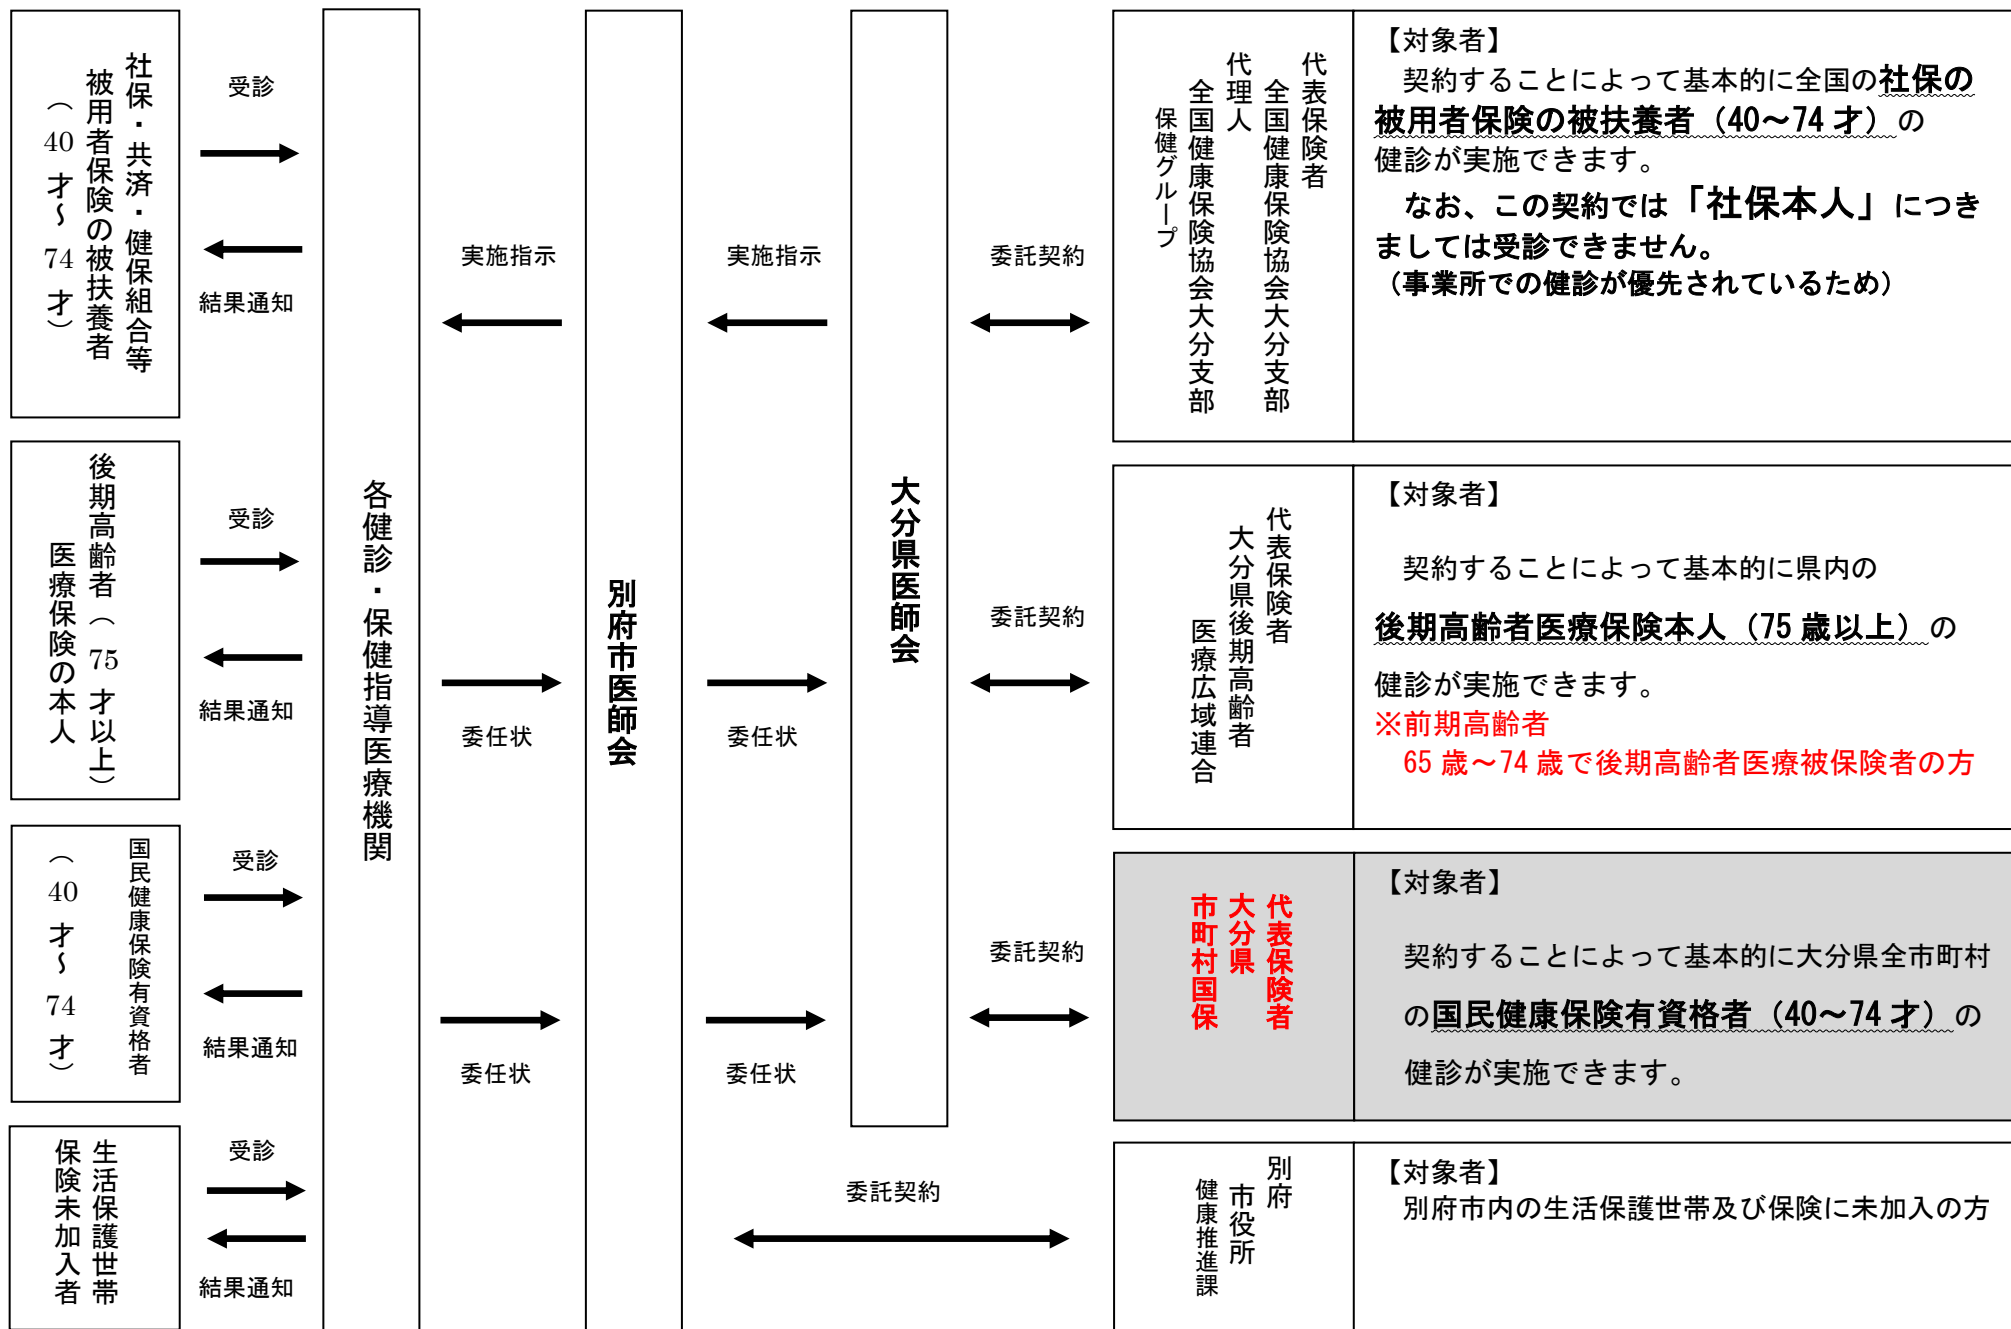 社保・共済・健保組合等
被用者保険の被扶養者
（40才～74才）
受診
結果通知
後期高齢者（75才以上）
医療保険の本人
受診
結果通知
国民健康保険有資格者
（40才～74才）
受診
結果通知
生活保護世帯
保険未加入者
受診
結果通知
各健診・保健指導医療機関
実施指示
委任状
委任状
別府市医師会
実施指示
委任状
委任状
大分県医師会
委託契約
委託契約
委託契約
委託契約
代表保険者
全国健康保険協会大分支部
代理人
全国健康保険協会大分支部
保健グループ
【対象者】
契約することによって基本的に全国の社保の
被用者保険の被扶養者（40～74才）の
健診が実施できます。
なお、この契約では「社保本人」につき
ましては受診できません。
（事業所での健診が優先されているため）
代表保険者
大分県後期高齢者
医療広域連合
【対象者】
契約することによって基本的に県内の
後期高齢者医療保険本人（75歳以上）の
健診が実施できます。
※前期高齢者
65歳～74歳で後期高齢者医療被保険者の方
代表保険者
大分県
市町村国保
【対象者】
契約することによって基本的に大分県全市町村
の国民健康保険有資格者（40～74才）の
健診が実施できます。
別府
市役所
健康推進課
【対象者】
別府市内の生活保護世帯及び保険に未加入の方